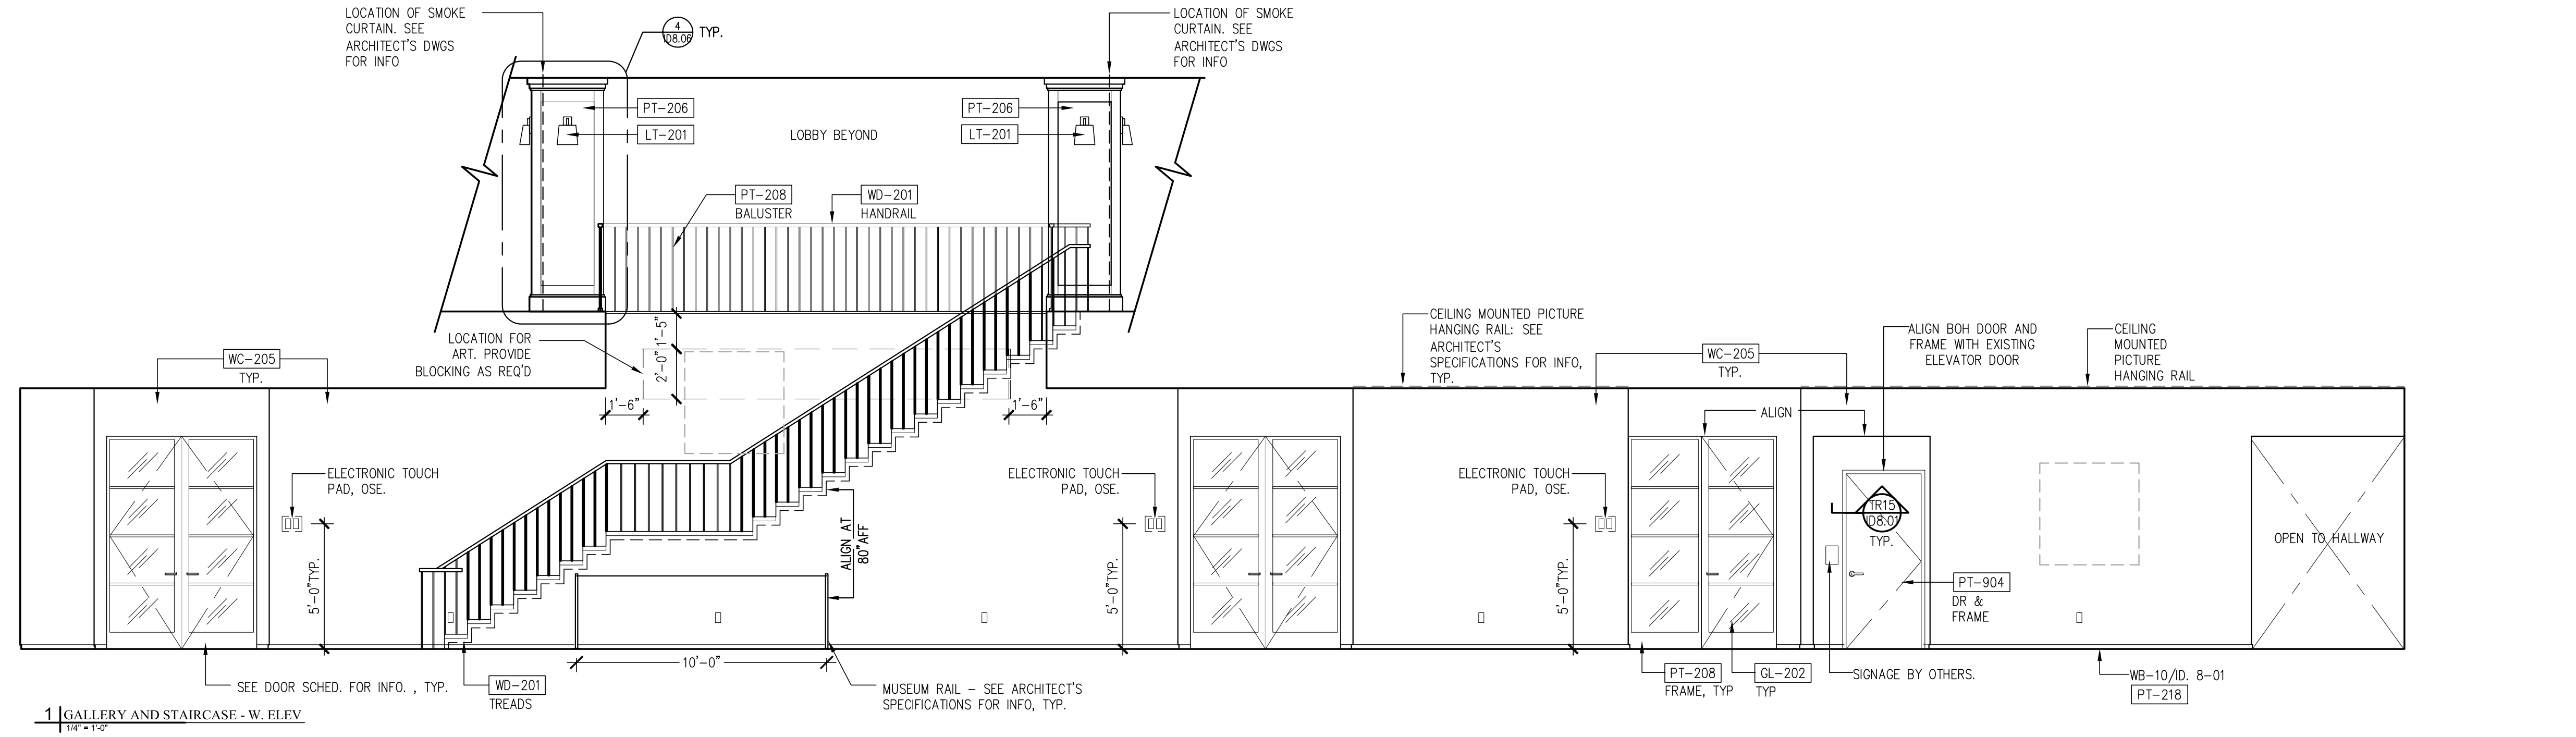 LOCATION OF SMOKE
CURTAIN. SEE
ARCHITECT'S DWGS
FOR INFO
4
ID8.06
TYP.
LOCATION OF SMOKE
CURTAIN. SEE
ARCHITECT'S DWGS
FOR INFO
PT-206
LT-201
LOBBY BEYOND
PT-206
LT-201
PT-208
BALUSTER
WD-201
HANDRAIL
LOCATION FOR
ART. PROVIDE
BLOCKING AS REQ'D
1'-5"
2'-0"
1'-6"
1'-6"
WC-205
TYP.
CEILING MOUNTED PICTURE
HANGING RAIL: SEE
ARCHITECT'S
SPECIFICATIONS FOR INFO,
TYP.
WC-205
TYP.
ALIGN BOH DOOR AND
FRAME WITH EXISTING
ELEVATOR DOOR
CEILING
MOUNTED
PICTURE
HANGING RAIL
ALIGN
ELECTRONIC TOUCH
PAD, OSE.
ELECTRONIC TOUCH
PAD, OSE.
ELECTRONIC TOUCH
PAD, OSE.
TR15
ID8.01
TYP.
OPEN TO HALLWAY
ALIGN AT
80"AFF
5'-0"TYP.
5'-0"TYP.
5'-0"TYP.
PT-904
DR &
FRAME
10'-0"
SEE DOOR SCHED. FOR INFO. , TYP.
WD-201
TREADS
MUSEUM RAIL - SEE ARCHITECT'S
SPECIFICATIONS FOR INFO, TYP.
PT-208
FRAME, TYP
GL-202
TYP
SIGNAGE BY OTHERS.
WB-10/ID. 8-01
PT-218
1 GALLERY AND STAIRCASE - W. ELEV
1/4" = 1'-0"